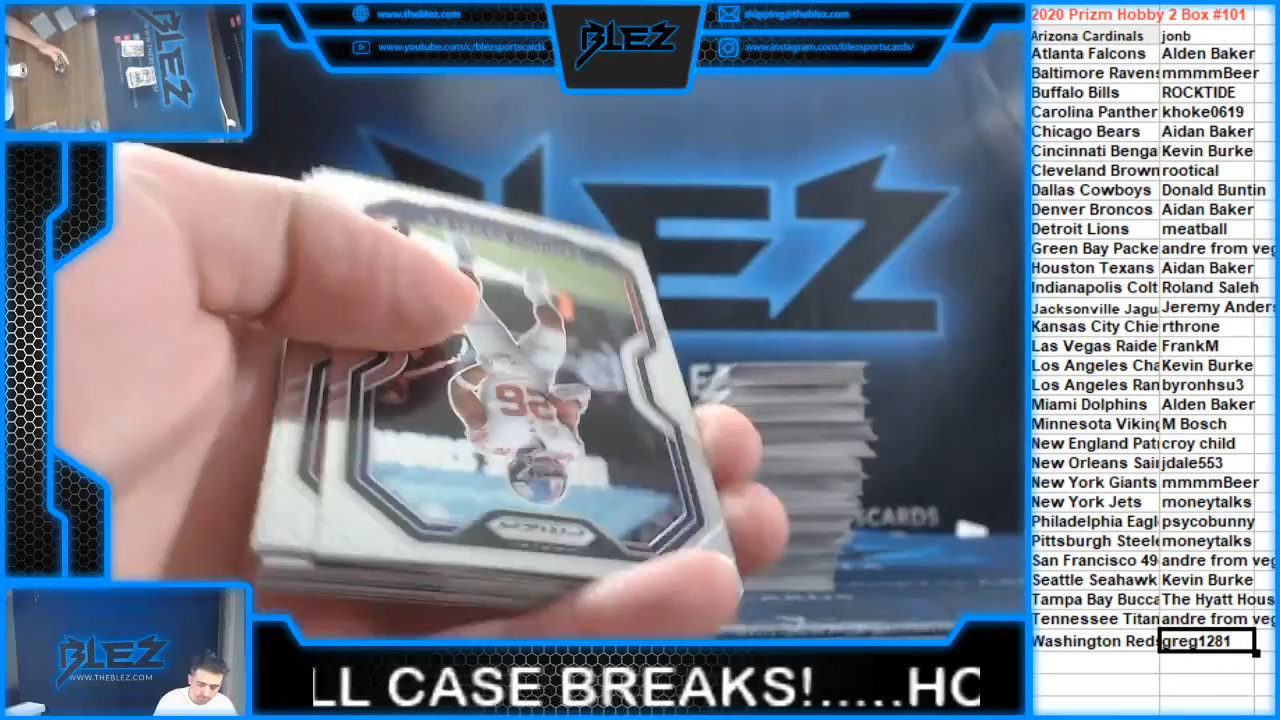 www.theblez.com
shipping@theblez.com
www.youtube.com/c/blezsportscards
www.instagram.com/blezsportscards/
BLEZ
BLEZ
BLEZ
WWW.THEBLEZ.COM
PRIZM
LL CASE BREAKS!.....HO
2020 Prizm Hobby 2 Box #101
Arizona Cardinals jonb
Atlanta Falcons Alden Baker
Baltimore Ravens mmmmBeer
Buffalo Bills ROCKTIDE
Carolina Panther khoke0619
Chicago Bears Aidan Baker
Cincinnati Benga Kevin Burke
Cleveland Brown rootical
Dallas Cowboys Donald Buntin
Denver Broncos Aidan Baker
Detroit Lions meatball
Green Bay Packe andre from veg
Houston Texans Aidan Baker
Indianapolis Colt Roland Saleh
Jacksonville Jagu Jeremy Anders
Kansas City Chie rthrone
Las Vegas Raide FrankM
Los Angeles Cha Kevin Burke
Los Angeles Ran byronhsu3
Miami Dolphins Alden Baker
Minnesota Viking M Bosch
New England Pat croy child
New Orleans Sai jdale553
New York Giants mmmmBeer
New York Jets moneytalks
Philadelphia Eagl psycobunny
Pittsburgh Steele moneytalks
San Francisco 49 andre from veg
Seattle Seahawk Kevin Burke
Tampa Bay Bucca The Hyatt Hous
Tennessee Titan andre from veg
Washington Reds greg1281